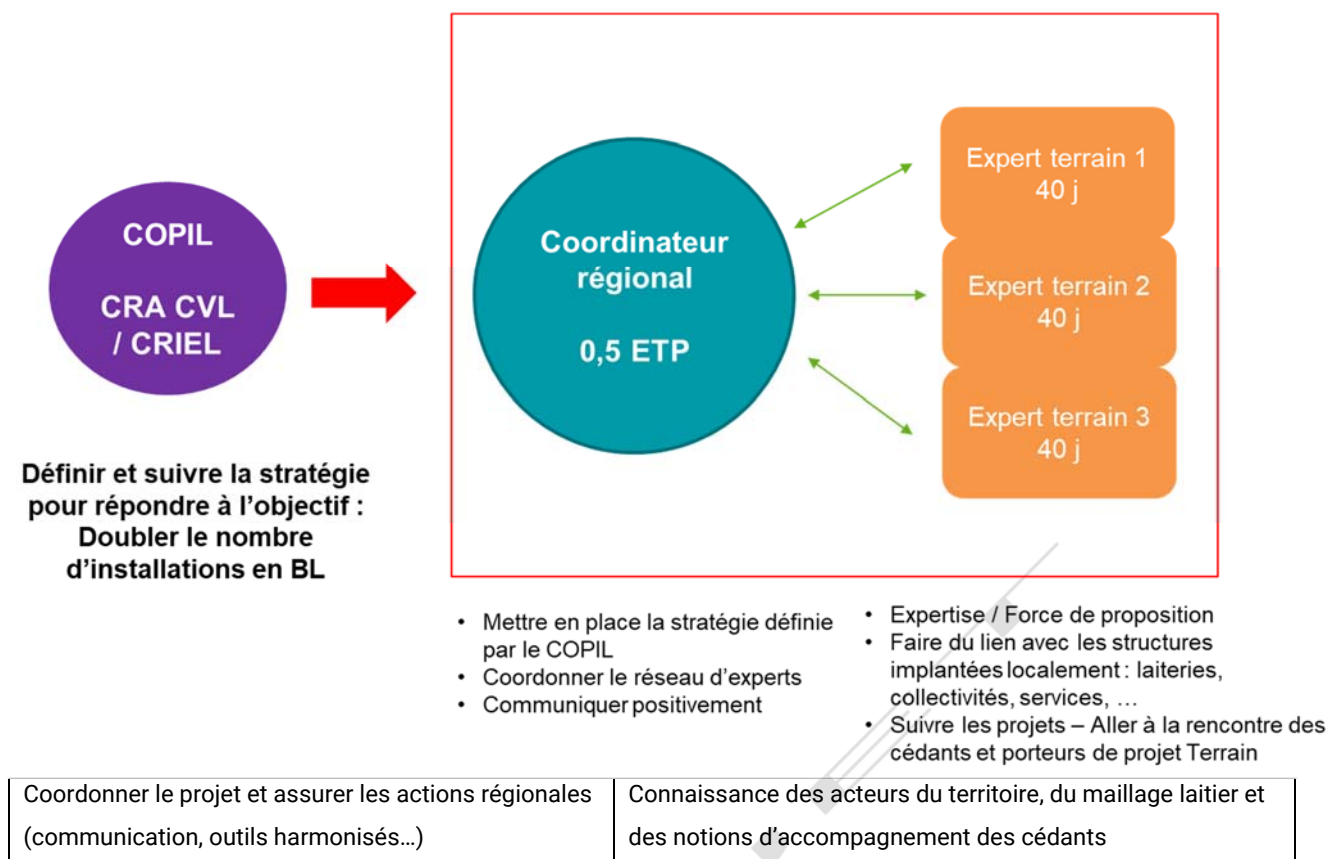 COPIL
CRA CVL
/ CRIEL
Définir et suivre la stratégie
pour répondre à l'objectif :
Doubler le nombre
d'installations en BL
Coordinateur
régional
0,5 ETP
Expert terrain 1
40 j
Expert terrain 2
40 j
Expert terrain 3
40 j
• Mettre en place la stratégie définie
par le COPIL
• Coordonner le réseau d'experts
• Communiquer positivement
• Expertise / Force de proposition
• Faire du lien avec les structures
implantées localement : laiteries,
collectivités, services, …
• Suivre les projets – Aller à la rencontre des
cédants et porteurs de projet Terrain
Coordonner le projet et assurer les actions régionales
(communication, outils harmonisés…)
Connaissance des acteurs du territoire, du maillage laitier et
des notions d'accompagnement des cédants